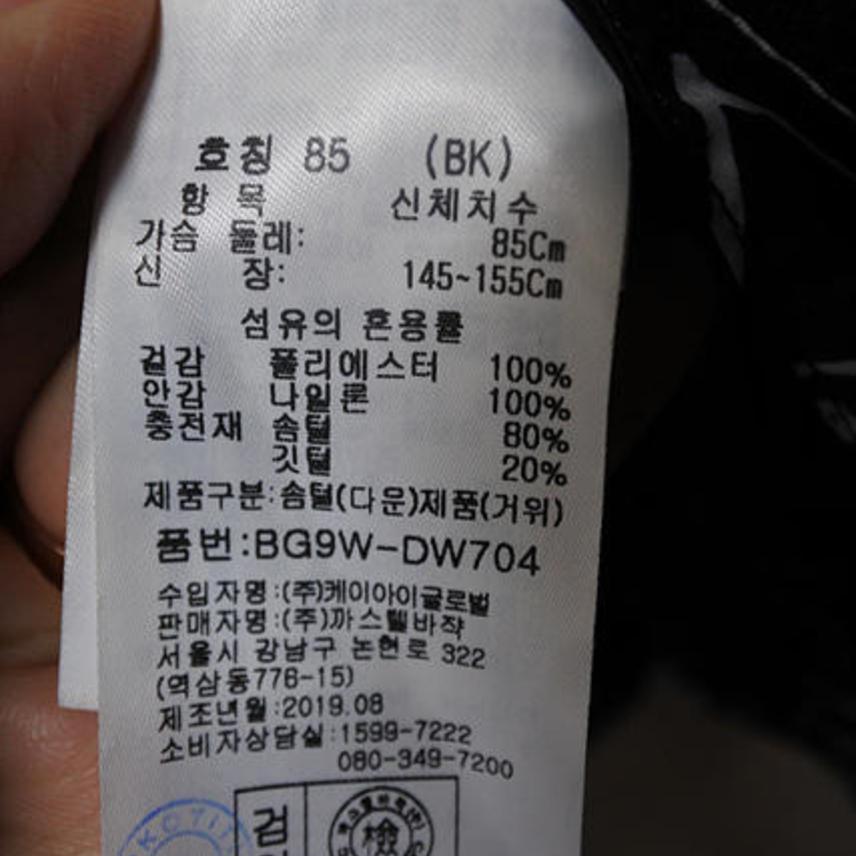 호칭 85 (BK)
항 목 신체치수
가슴 둘레: 85Cm
신 장: 145~155Cm
섬유의 혼용률
겉감 폴리에스터 100%
안감 나일론 100%
충전재 솜털 80%
깃털 20%
제품구분:솜털(다운)제품(거위)
품번:BG9W-DW704
수입자명:(주)케이아이글로벌
판매자명:(주)까스텔바쟉
서울시 강남구 논현로 322
(역삼동776-15)
제조년월:2019.08
소비자상담실:1599-7222
080-349-7200
검
檢
KOTIT